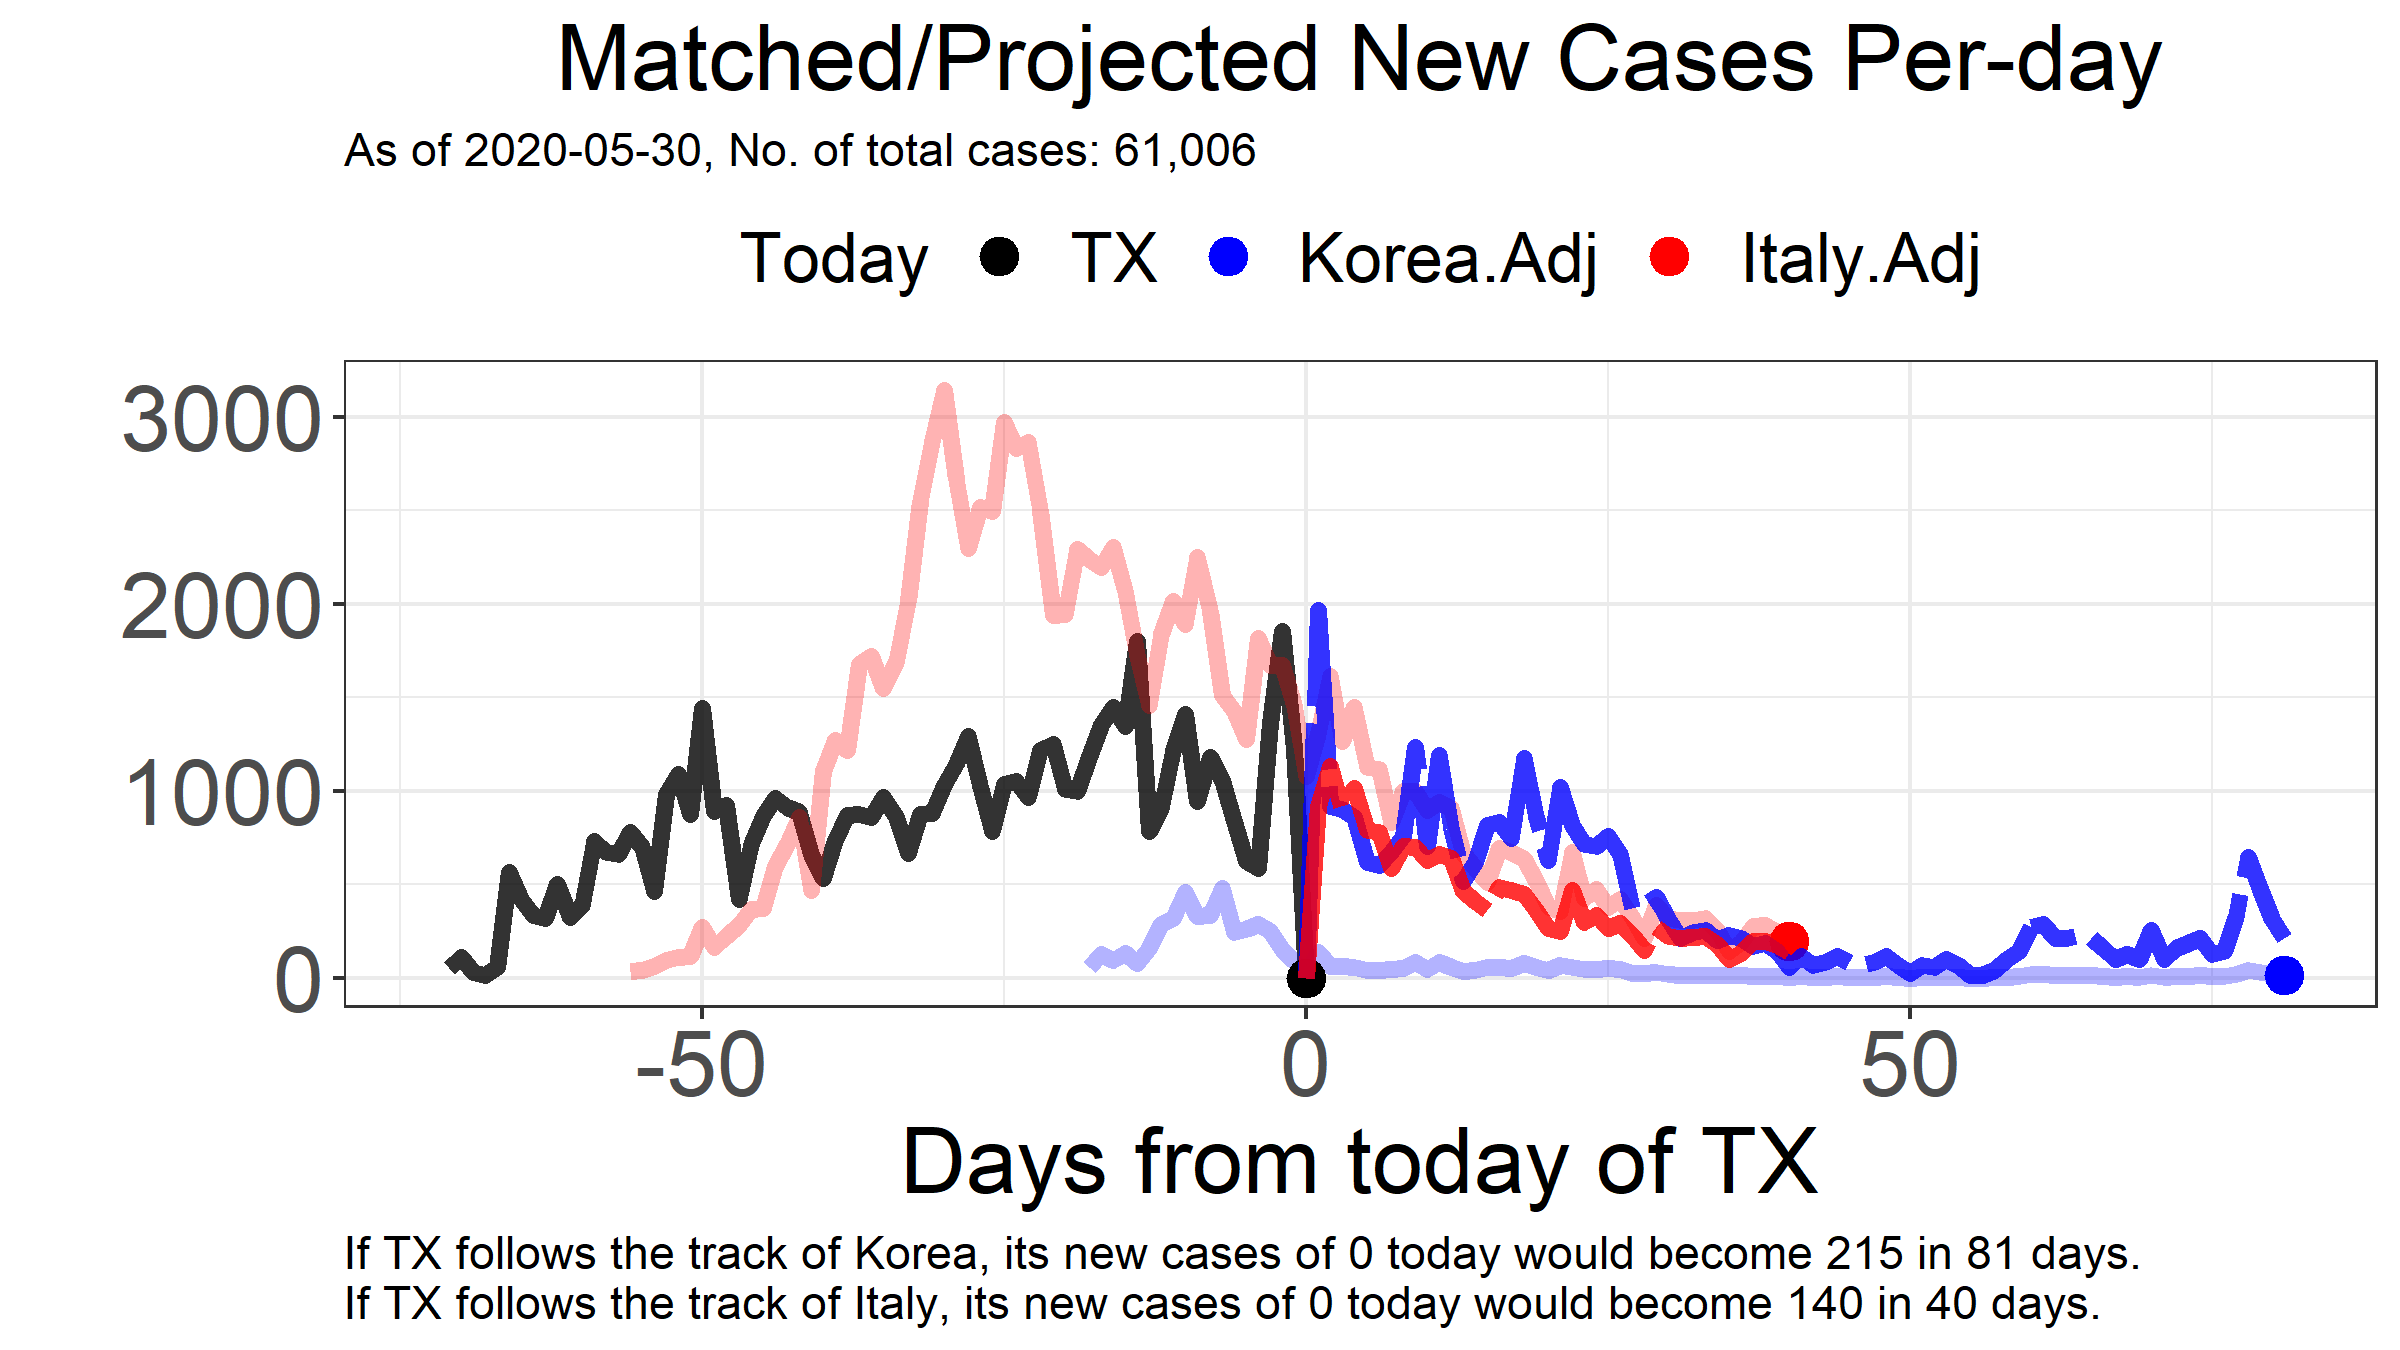 Matched/Projected New Cases Per-day
As of 2020-05-30, No. of total cases: 61,006
Today TX Korea.Adj Italy.Adj
3000
2000
1000
0
-50 0 50
Days from today of TX
If TX follows the track of Korea, its new cases of 0 today would become 215 in 81 days.
If TX follows the track of Italy, its new cases of 0 today would become 140 in 40 days.